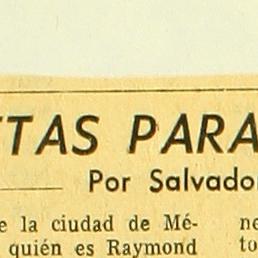 TAS PARA
Por Salvador
e la ciudad de Mé-
quién es Raymond
ne
to